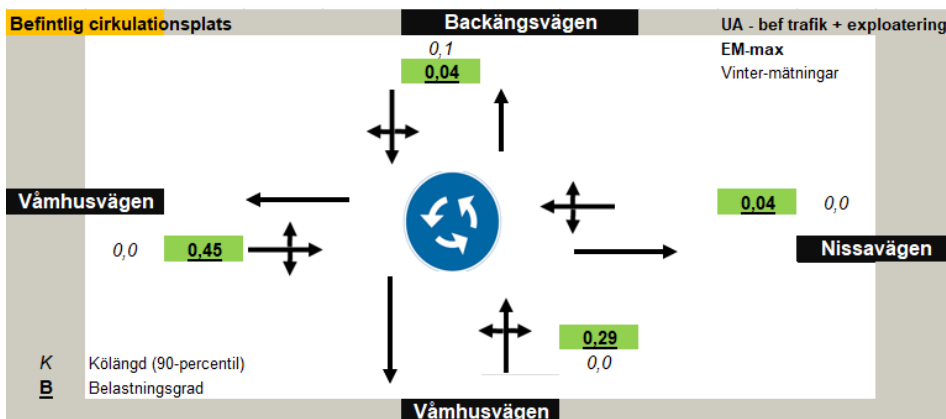 Befintlig cirkulationsplats
Backängsvägen
UA - bef trafik + exploatering
0,1
EM-max
0,04
Vinter-mätningar
Våmhusvägen
0,04 0,0
0,0 0,45
Nissavägen
0,29
0,0
K Kölängd (90-percentil)
B Belastningsgrad
Våmhusvägen